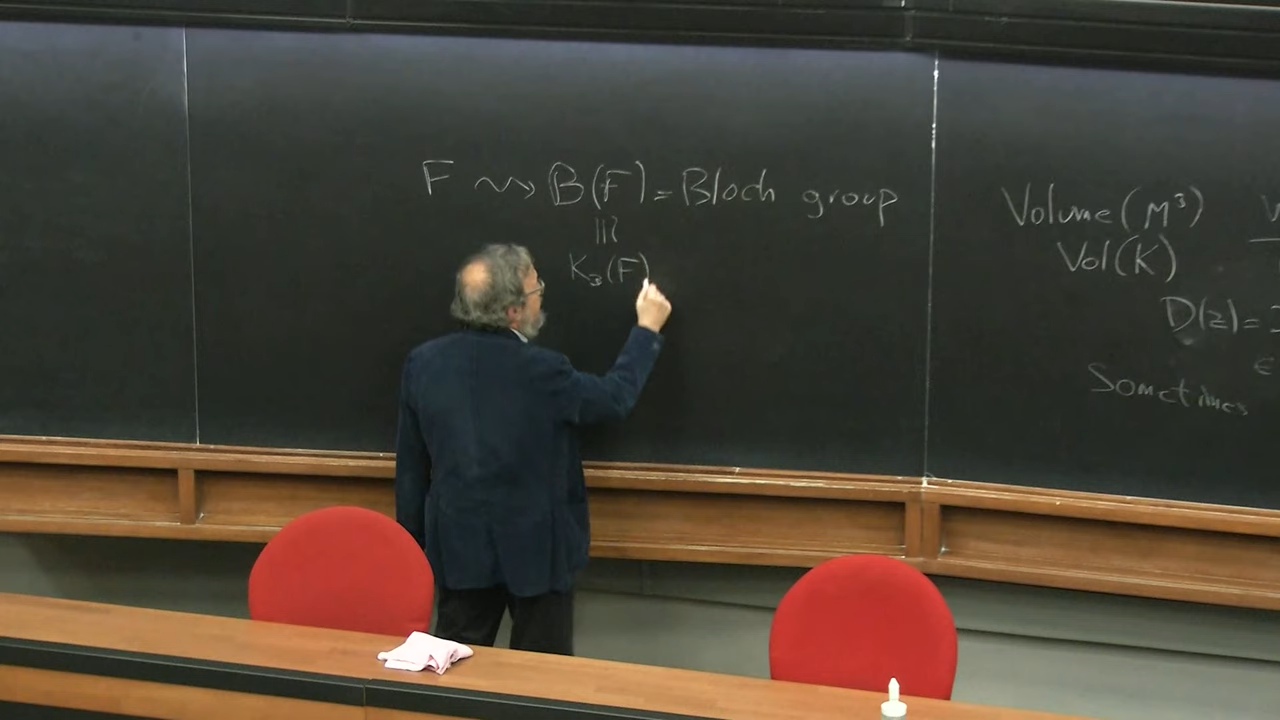 F ⇝ B(F) = Bloch group
≅
K₃(F)
Volume(M³)
Vol(K)
D(z) =
∈
Sometimes